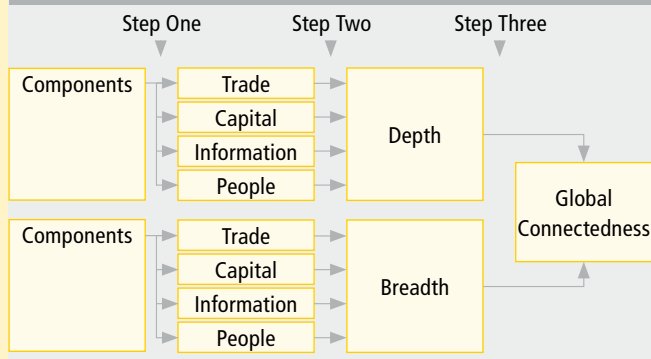 Step One
Step Two
Step Three
Components
Trade
Capital
Information
People
Depth
Global
Connectedness
Components
Trade
Capital
Information
People
Breadth